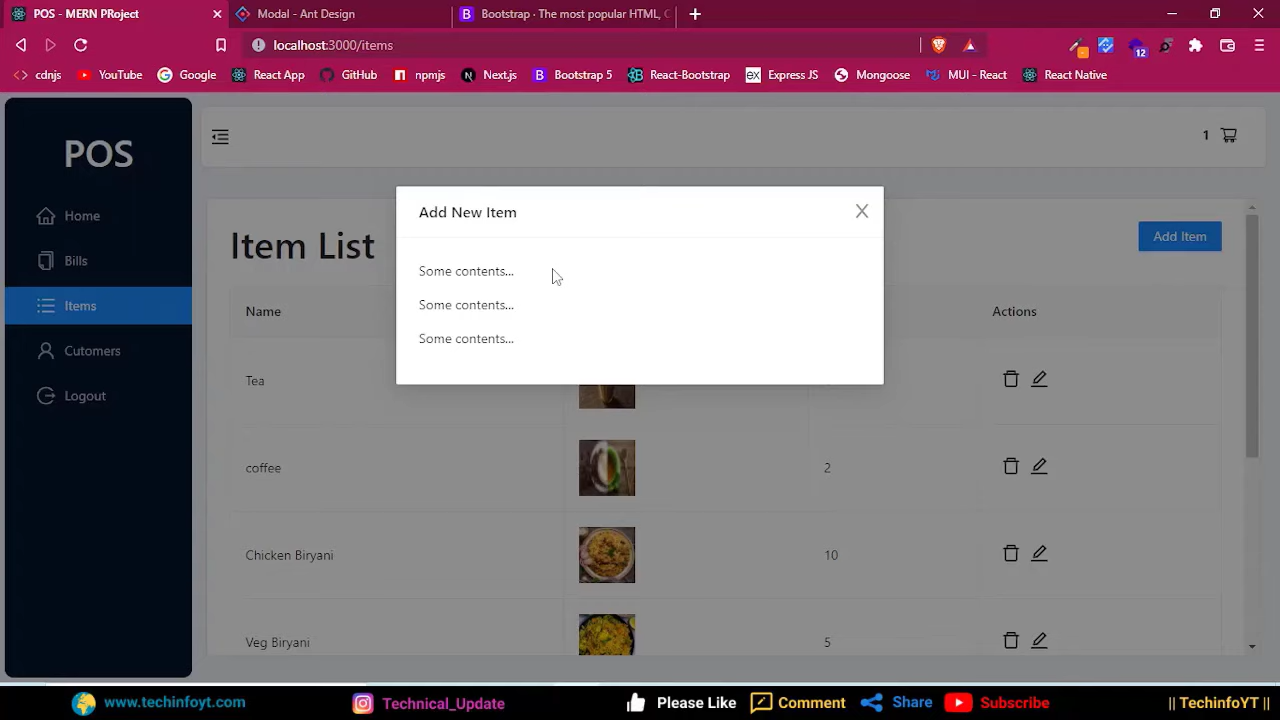 POS - MERN PRoject
Modal - Ant Design
Bootstrap · The most popular HTML, C
localhost:3000/items
12
cdnjs
YouTube
Google
React App
GitHub
npmjs
Next.js
Bootstrap 5
React-Bootstrap
Express JS
Mongoose
MUI - React
React Native
POS
Home
Bills
Items
Cutomers
Logout
1
Add New Item
Some contents...
Some contents...
Some contents...
Item List
Add Item
Name
Actions
Tea
coffee
2
Chicken Biryani
10
Veg Biryani
5
www.techinfoyt.com
Technical_Update
Please Like
Comment
Share
Subscribe
|| TechinfoYT ||